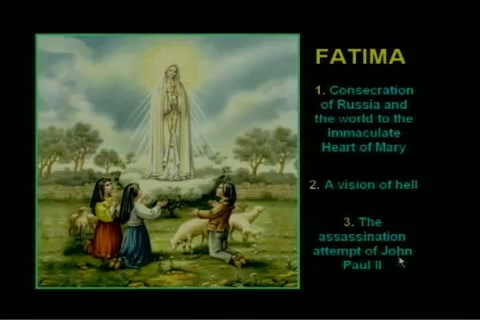 FATIMA
1. Consecration
of Russia and
the world to the
Immaculate
Heart of Mary
2. A vision of hell
3. The
assassination
attempt of John
Paul II